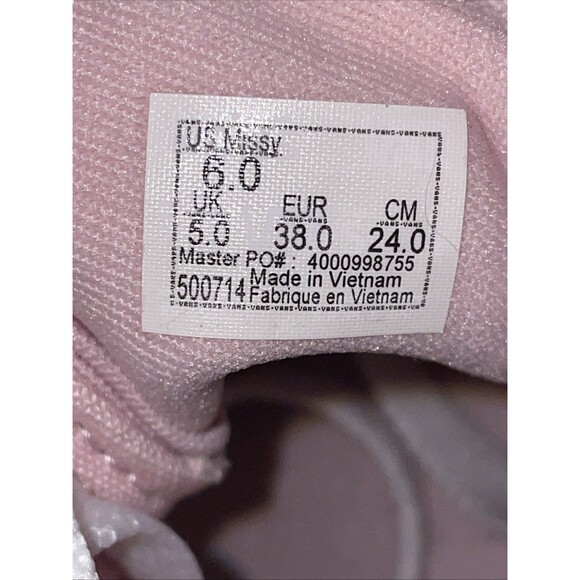 US Missy
6.0
UK EUR CM
5.0 38.0 24.0
Master PO# : 4000998755
Made in Vietnam
500714 Fabrique en Vietnam